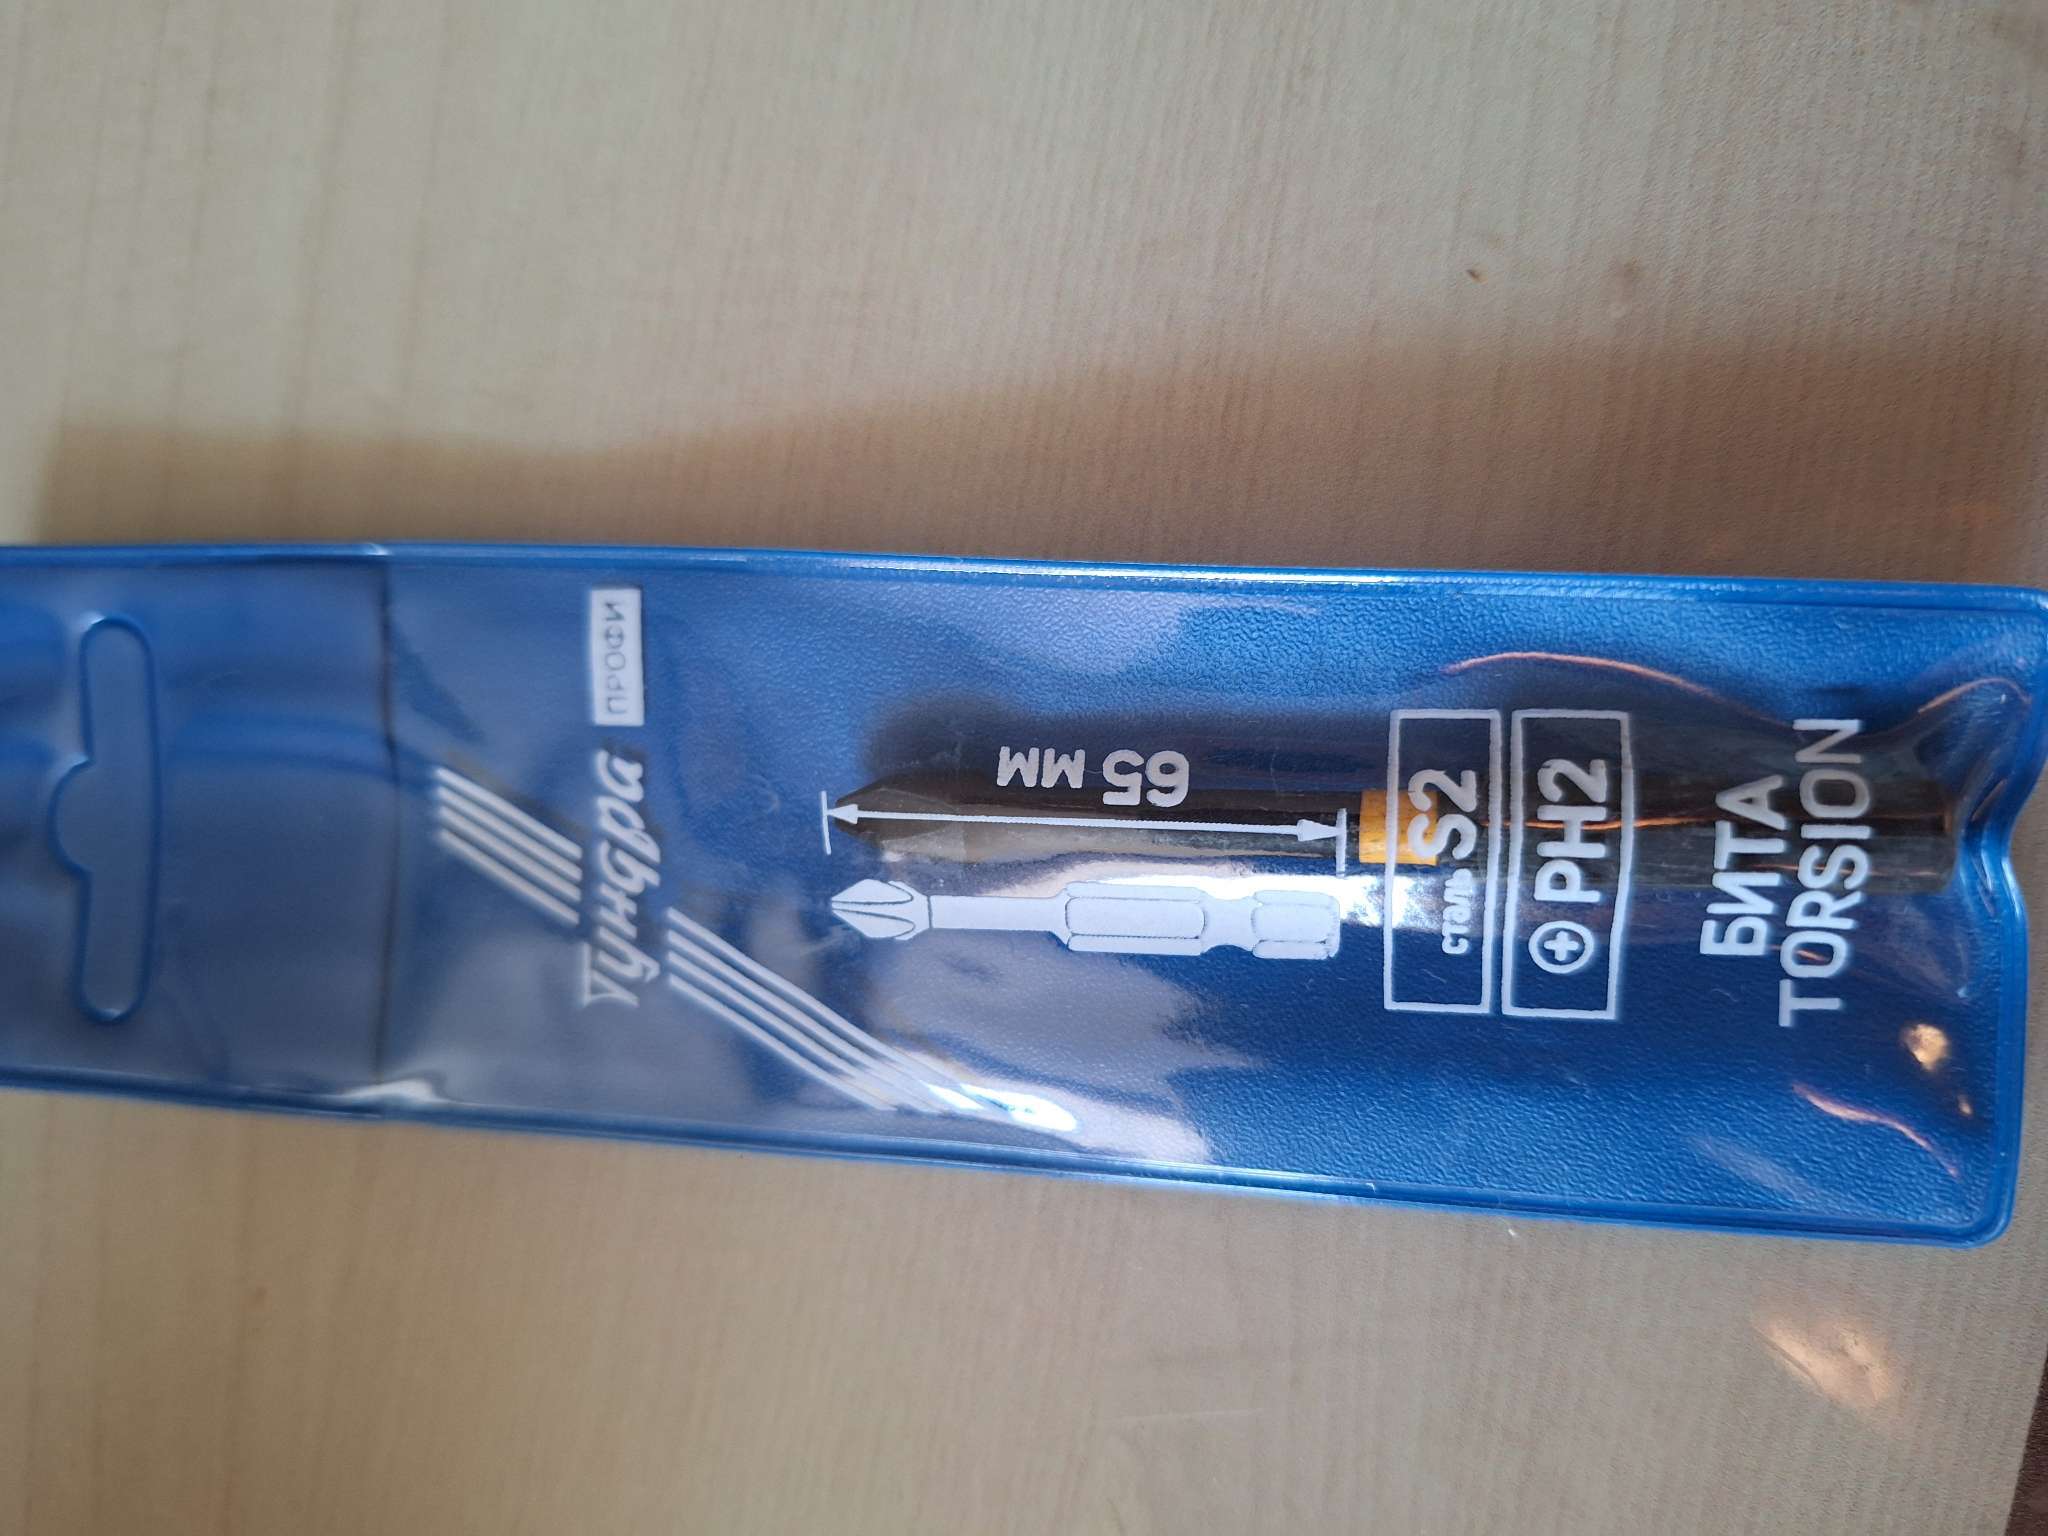 Тундра ПРОФИ
65 мм
сталь S2
PH2
БИТА
TORSION